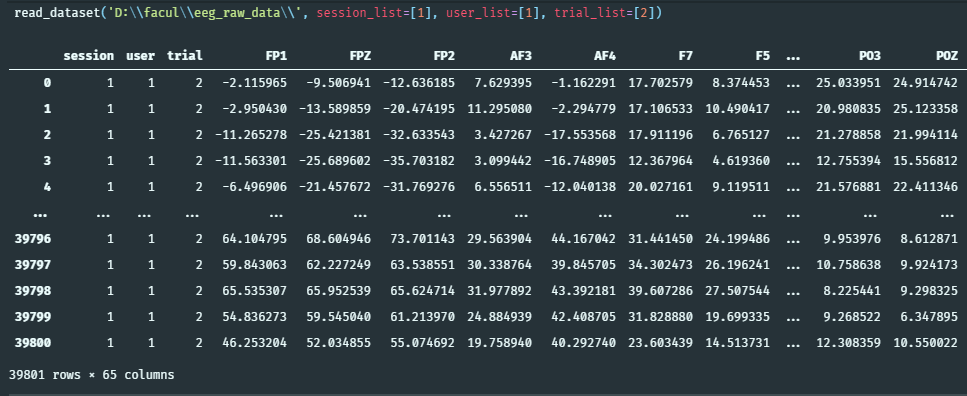 read_dataset('D:\\facul\\eeg_raw_data\\', session_list=[1], user_list=[1], trial_list=[2])
session user trial FP1 FPZ FP2 AF3 AF4 F7 F5 ... PO3 POZ
0 1 1 2 -2.115965 -9.506941 -12.636185 7.629395 -1.162291 17.702579 8.374453 ... 25.033951 24.914742
1 1 1 2 -2.950430 -13.589859 -20.474195 11.295080 -2.294779 17.106533 10.490417 ... 20.980835 25.123358
2 1 1 2 -11.265278 -25.421381 -32.633543 3.427267 -17.553568 17.911196 6.765127 ... 21.278858 21.994114
3 1 1 2 -11.563301 -25.689602 -35.703182 3.099442 -16.748905 12.367964 4.619360 ... 12.755394 15.556812
4 1 1 2 -6.496906 -21.457672 -31.769276 6.556511 -12.040138 20.027161 9.119511 ... 21.576881 22.411346
... ... ... ... ... ... ... ... ... ... ... ... ... ...
39796 1 1 2 64.104795 68.604946 73.701143 29.563904 44.167042 31.441450 24.199486 ... 9.953976 8.612871
39797 1 1 2 59.843063 62.227249 63.538551 30.338764 39.845705 34.302473 26.196241 ... 10.758638 9.924173
39798 1 1 2 65.535307 65.952539 65.624714 31.977892 43.392181 39.607286 27.507544 ... 8.225441 9.298325
39799 1 1 2 54.836273 59.545040 61.213970 24.884939 42.408705 31.828880 19.699335 ... 9.268522 6.347895
39800 1 1 2 46.253204 52.034855 55.074692 19.758940 40.292740 23.603439 14.513731 ... 12.308359 10.550022
39801 rows × 65 columns